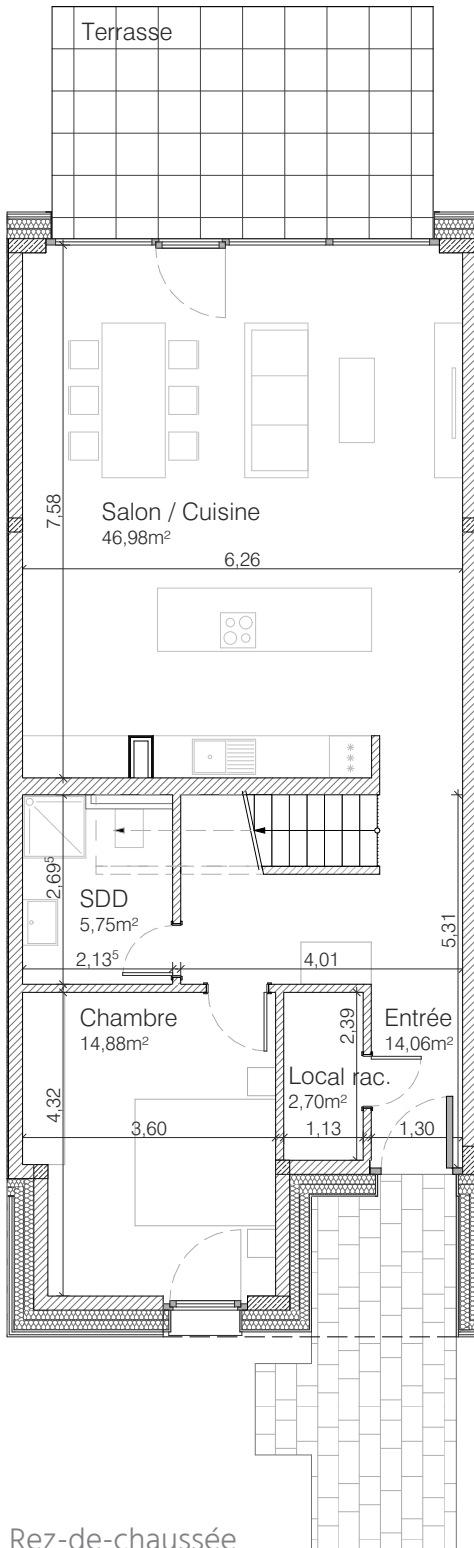 Terrasse
7,58
Salon / Cuisine
46,98m²
6,26
2,69⁵
SDD
5,75m²
2,13⁵
4,01
5,31
Chambre
14,88m²
2,39
Entrée
14,06m²
Local rac.
2,70m²
4,32
3,60
1,13
1,30
Rez-de-chaussée